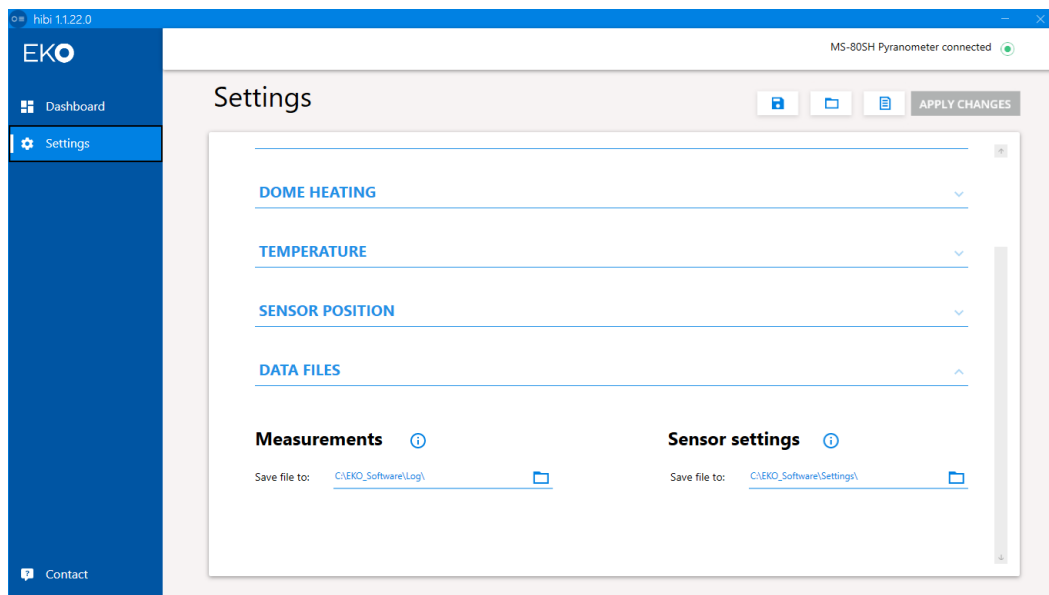 hibi 1.1.22.0
EKO
MS-80SH Pyranometer connected
Dashboard
Settings
Settings
APPLY CHANGES
DOME HEATING
TEMPERATURE
SENSOR POSITION
DATA FILES
Measurements
Sensor settings
Save file to: C:\EKO_Software\Log\
Save file to: C:\EKO_Software\Settings\
Contact